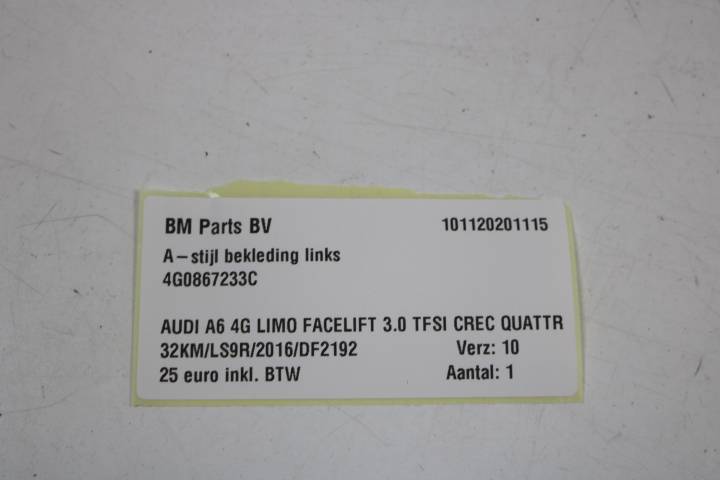 BM Parts BV 101120201115
A-stijl bekleding links
4G0867233C
AUDI A6 4G LIMO FACELIFT 3.0 TFSI CREC QUATTR
32KM/LS9R/2016/DF2192 Verz: 10
25 euro inkl. BTW Aantal: 1